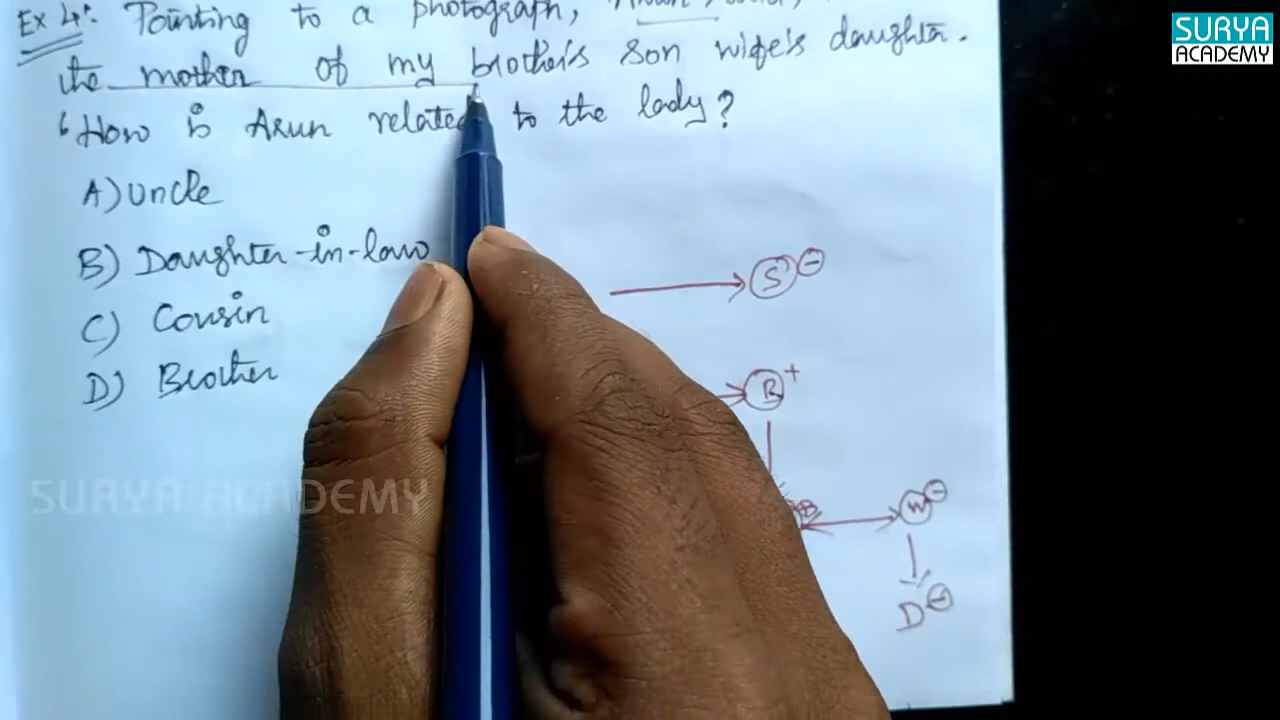 SURYA
ACADEMY
Ex 4: Pointing to a photograph,
the mother of my brother's son wife's daughter.
"How is Arun related to the lady?
A) Uncle
B) Daughter-in-law
C) Cousin
D) Brother
S -
B +
W -
D -
SURYA ACADEMY